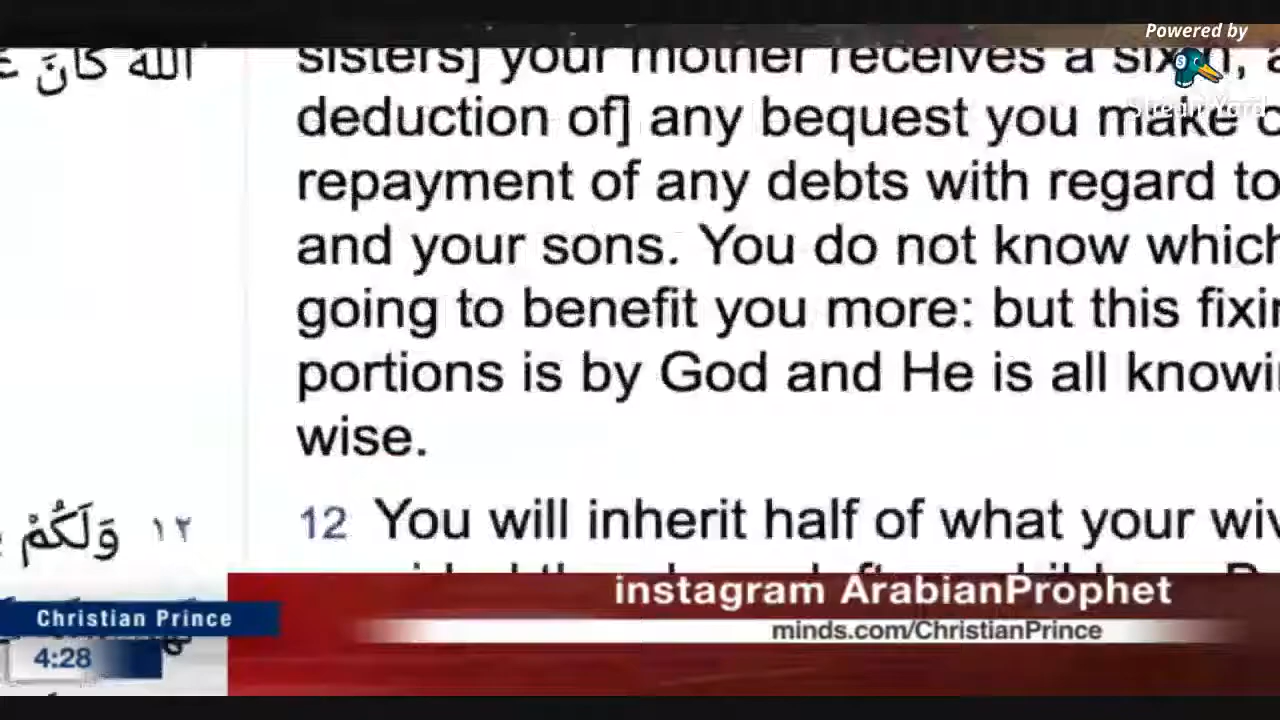 Powered by
StreamYard
الله كَانَ عَ
sisters] your mother receives a sixth, a
deduction of] any bequest you make o
repayment of any debts with regard to
and your sons. You do not know which
going to benefit you more: but this fixin
portions is by God and He is all knowin
wise.
١٢ وَلَكُمْ
12 You will inherit half of what your wiv
instagram ArabianProphet
Christian Prince
minds.com/ChristianPrince
4:28